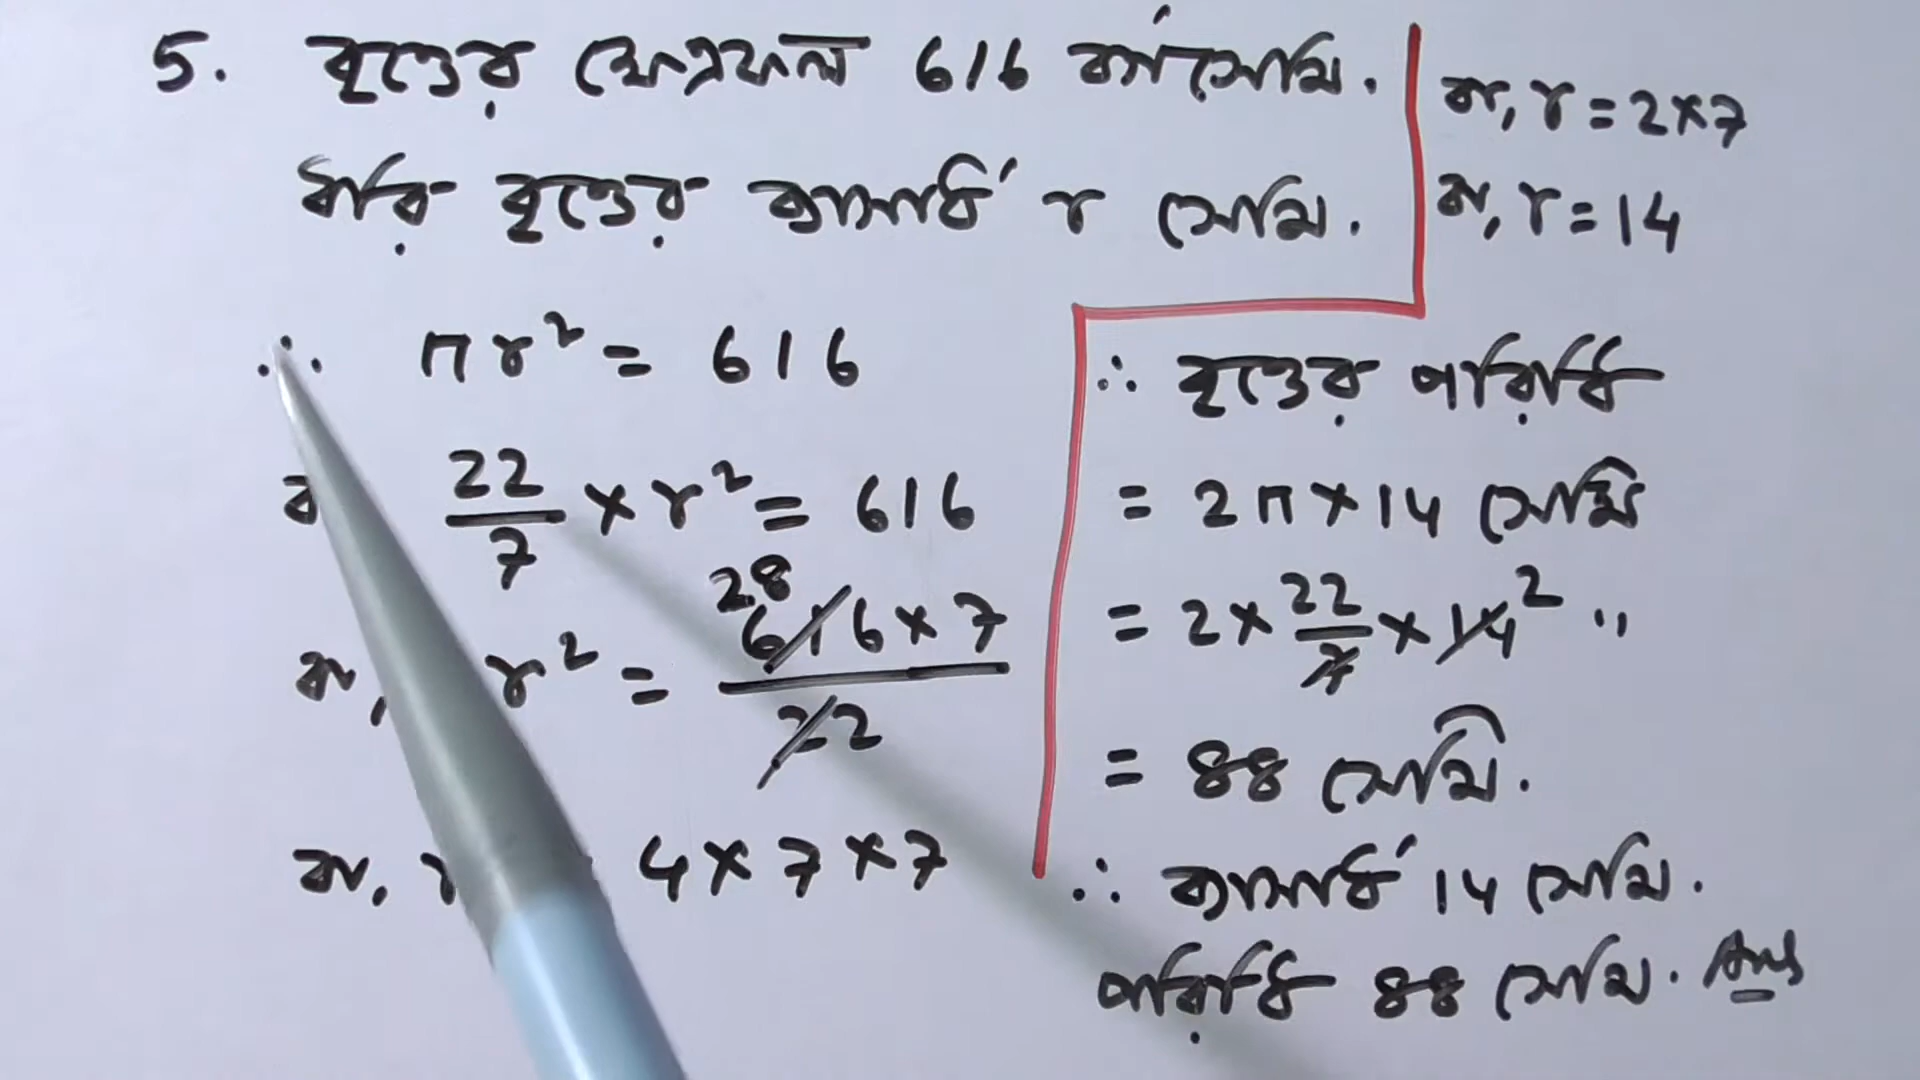 5. বৃত্তের ক্ষেত্রফল 616 বর্গসেমি.
ধরি বৃত্তের ব্যাসার্ধ r সেমি.
∴ πr² = 616
22/7 × r² = 616
28
বা, r² = 616 × 7 / 22
বা, 4 × 7 × 7
বা, r = 2×7
বা, r = 14
∴ বৃত্তের পরিধি
= 2π × 14 সেমি
= 2 × 22/7 × 14 2 "
= 88 সেমি.
∴ ব্যাসার্ধ 14 সেমি.
পরিধি 88 সেমি. Ans